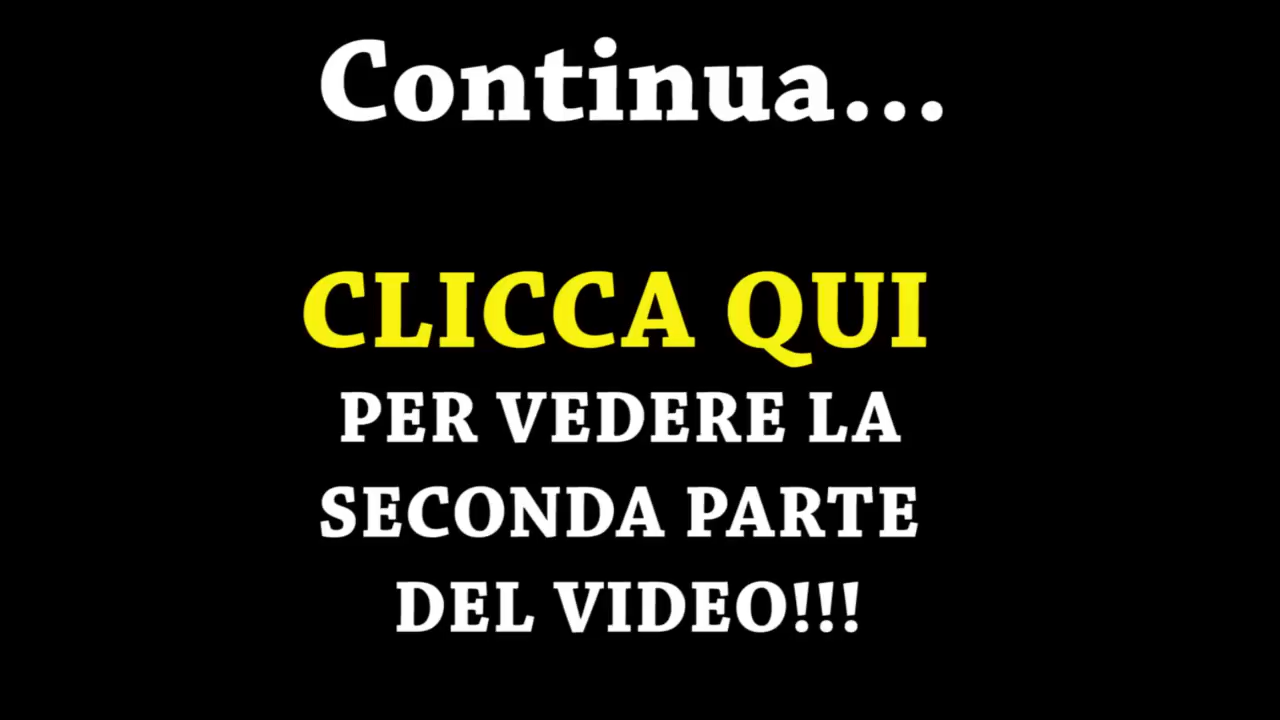 Continua...
CLICCA QUI
PER VEDERE LA
SECONDA PARTE
DEL VIDEO!!!